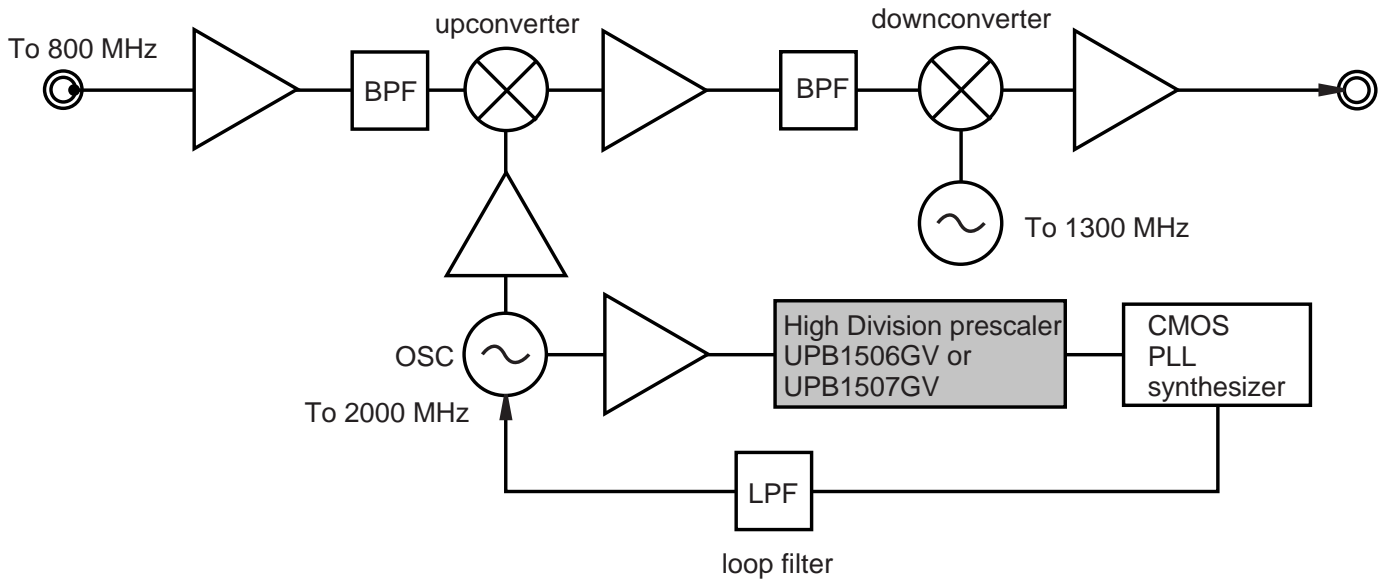 upconverter
downconverter
To 800 MHz
BPF
BPF
To 1300 MHz
OSC
High Division prescaler
UPB1506GV or
UPB1507GV
CMOS
PLL
synthesizer
To 2000 MHz
LPF
loop filter